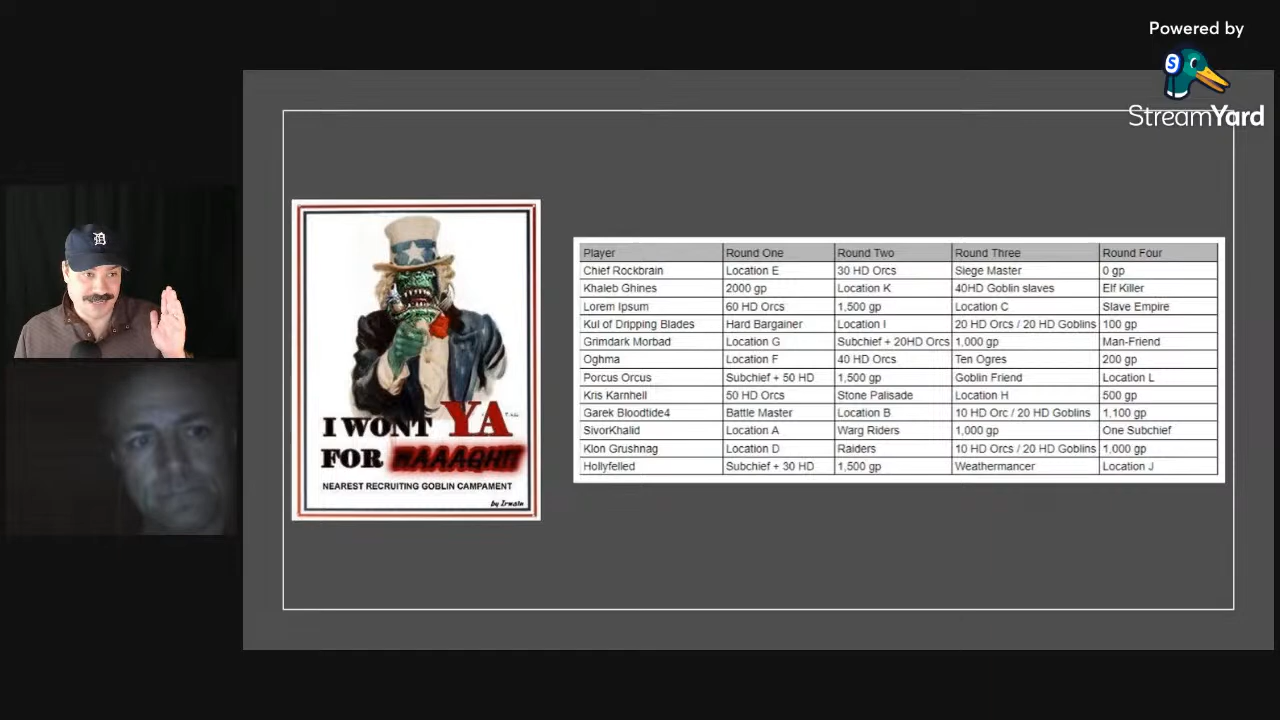 Powered by
StreamYard
I WONT YA
FOR WAAAGH!!
NEAREST RECRUITING GOBLIN CAMPAMENT
by Irwain
Player Round One Round Two Round Three Round Four
Chief Rockbrain Location E 30 HD Orcs Siege Master 0 gp
Khaleb Ghines 2000 gp Location K 40HD Goblin slaves Elf Killer
Lorem Ipsum 60 HD Orcs 1,500 gp Location C Slave Empire
Kul of Dripping Blades Hard Bargainer Location I 20 HD Orcs / 20 HD Goblins 100 gp
Grimdark Morbad Location G Subchief + 20HD Orcs 1,000 gp Man-Friend
Oghma Location F 40 HD Orcs Ten Ogres 200 gp
Porcus Orcus Subchief + 50 HD 1,500 gp Goblin Friend Location L
Kris Karnhell 50 HD Orcs Stone Palisade Location H 500 gp
Garek Bloodtide4 Battle Master Location B 10 HD Orc / 20 HD Goblins 1,100 gp
SivorKhalid Location A Warg Riders 1,000 gp One Subchief
Klon Grushnag Location D Raiders 10 HD Orcs / 20 HD Goblins 1,000 gp
Hollyfelled Subchief + 30 HD 1,500 gp Weathermancer Location J